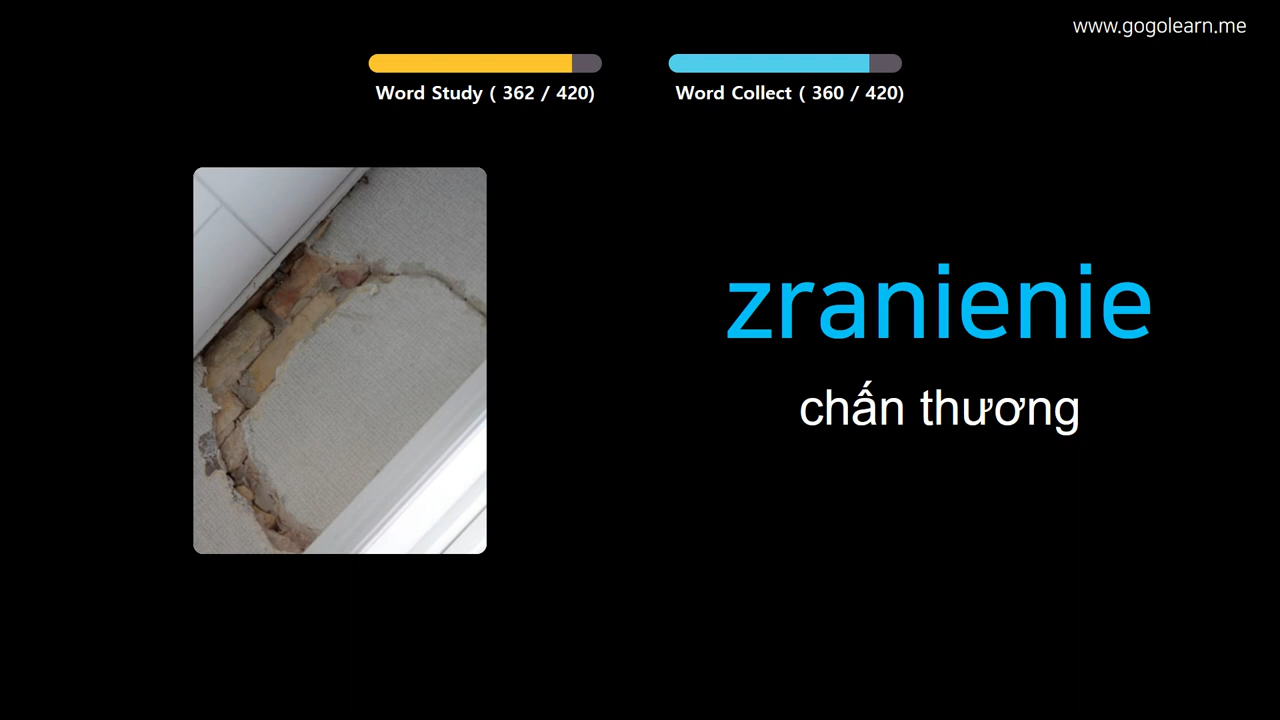 www.gogolearn.me
Word Study ( 362 / 420)
Word Collect ( 360 / 420)
zranienie
chấn thương